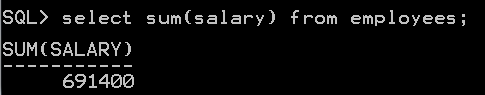 SQL> select sum(salary) from employees;
SUM(SALARY)
-----------
691400